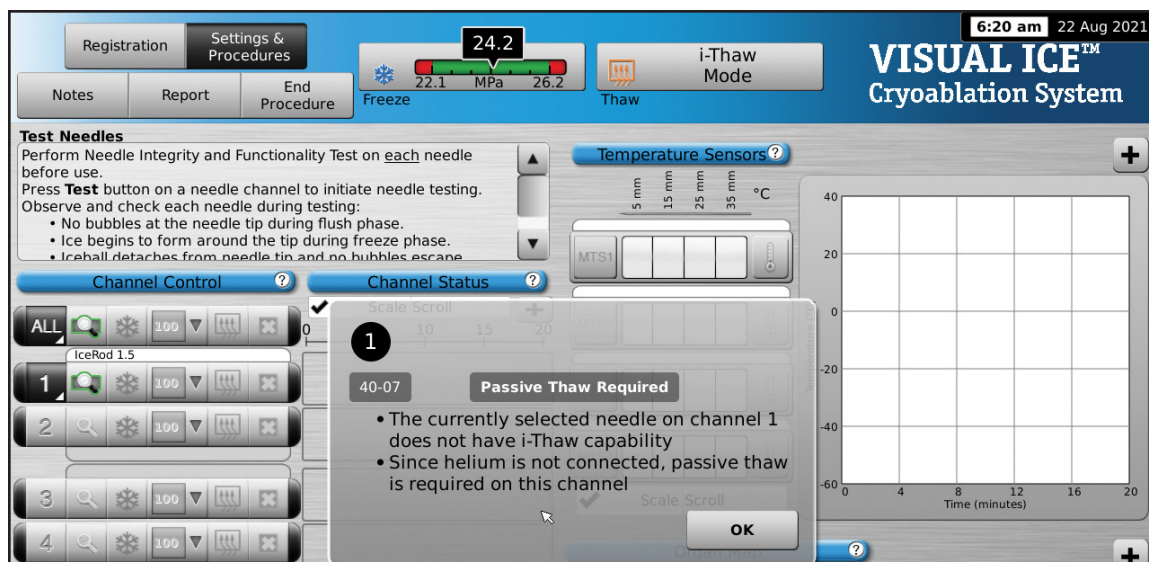 6:20 am 22 Aug 2021
Registration
Settings &
Procedures
Notes
Report
End
Procedure
24.2
22.1 MPa 26.2
Freeze
i-Thaw
Mode
Thaw
VISUAL ICE™
Cryoablation System
Test Needles
Perform Needle Integrity and Functionality Test on each needle
before use.
Press Test button on a needle channel to initiate needle testing.
Observe and check each needle during testing:
• No bubbles at the needle tip during flush phase.
• Ice begins to form around the tip during freeze phase.
• Iceball detaches from needle tip and no bubbles escape
Temperature Sensors ?
5 mm 15 mm 25 mm 35 mm °C
MTS1
Channel Control ?
Channel Status ?
Scale Scroll
0 10 15 20
ALL 100
IceRod 1.5
1 100
2 100
3 100
4 100
1
40-07 Passive Thaw Required
• The currently selected needle on channel 1
does not have i-Thaw capability
• Since helium is not connected, passive thaw
is required on this channel
Scale Scroll
OK
Organ Map ?
40
20
0
-20
-40
-60
Temperature (°C)
0 4 8 12 16 20
Time (minutes)